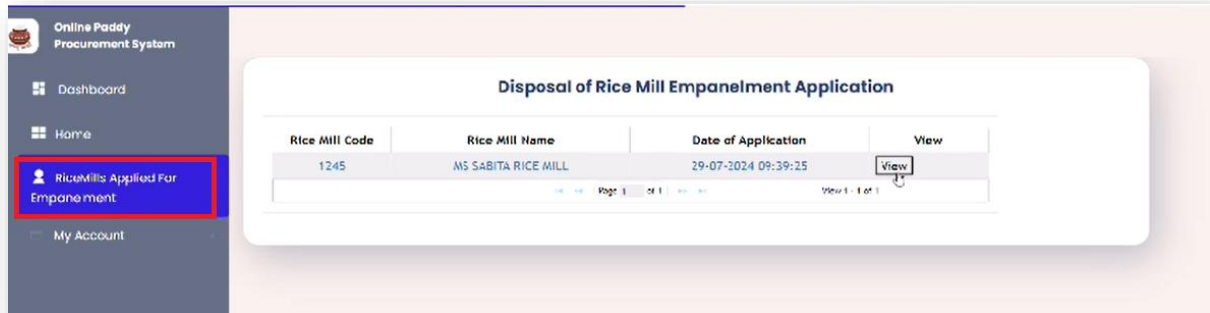 Online Paddy
Procurement System
Dashboard
Home
RiceMills Applied For
Empanelment
My Account
Disposal of Rice Mill Empanelment Application
Rice Mill Code Rice Mill Name Date of Application View
1245 MS SABITA RICE MILL 29-07-2024 09:39:25 View
Page 1 of 1 View 1 - 1 of 1